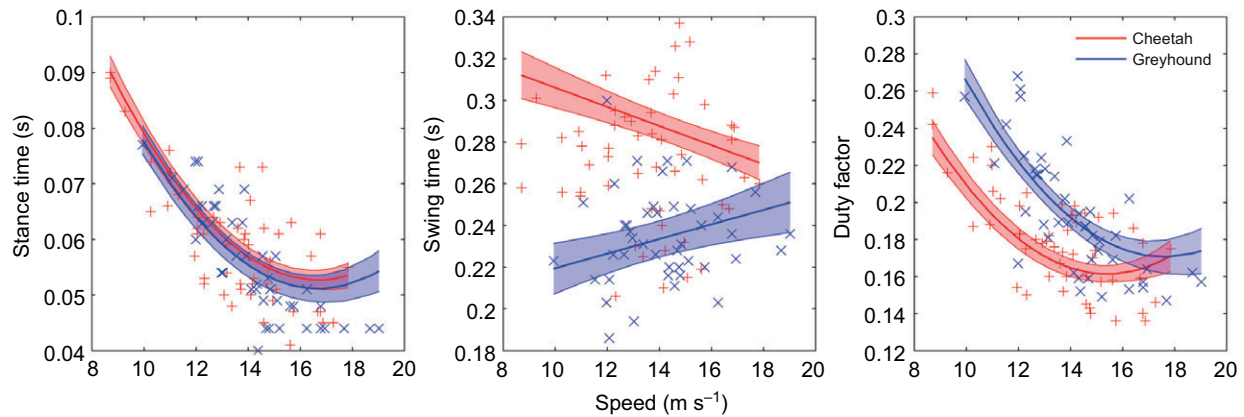 Stance time (s)
0.1
0.09
0.08
0.07
0.06
0.05
0.04
8 10 12 14 16 18 20
Swing time (s)
0.34
0.32
0.3
0.28
0.26
0.24
0.22
0.2
0.18
8 10 12 14 16 18 20
Speed (m s–1)
Duty factor
0.3
0.28
0.26
0.24
0.22
0.2
0.18
0.16
0.14
0.12
8 10 12 14 16 18 20
Cheetah
Greyhound